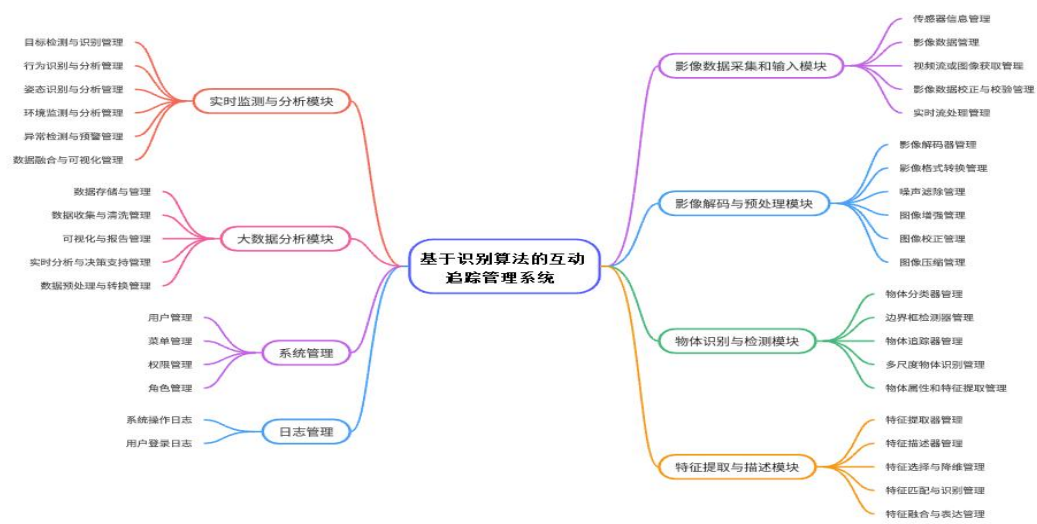 基于识别算法的互动
追踪管理系统
实时监测与分析模块
目标检测与识别管理
行为识别与分析管理
姿态识别与分析管理
环境监测与分析管理
异常检测与预警管理
数据融合与可视化管理
大数据分析模块
数据存储与管理
数据收集与清洗管理
可视化与报告管理
实时分析与决策支持管理
数据预处理与转换管理
系统管理
用户管理
菜单管理
权限管理
角色管理
日志管理
系统操作日志
用户登录日志
影像数据采集和输入模块
传感器信息管理
影像数据管理
视频流或图像获取管理
影像数据校正与校验管理
实时流处理管理
影像解码与预处理模块
影像解码器管理
影像格式转换管理
噪声滤除管理
图像增强管理
图像校正管理
图像压缩管理
物体识别与检测模块
物体分类器管理
边界框检测器管理
物体追踪器管理
多尺度物体识别管理
物体属性和特征提取管理
特征提取与描述模块
特征提取器管理
特征描述器管理
特征选择与降维管理
特征匹配与识别管理
特征融合与表达管理